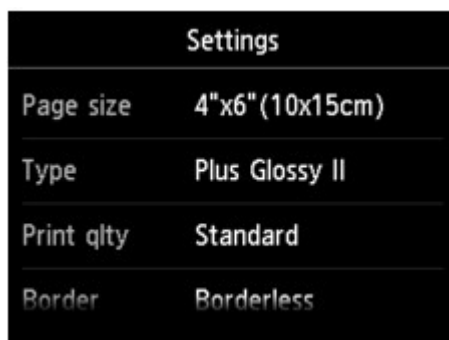 Settings
Page size 4"x6"(10x15cm)
Type Plus Glossy II
Print qlty Standard
Border Borderless